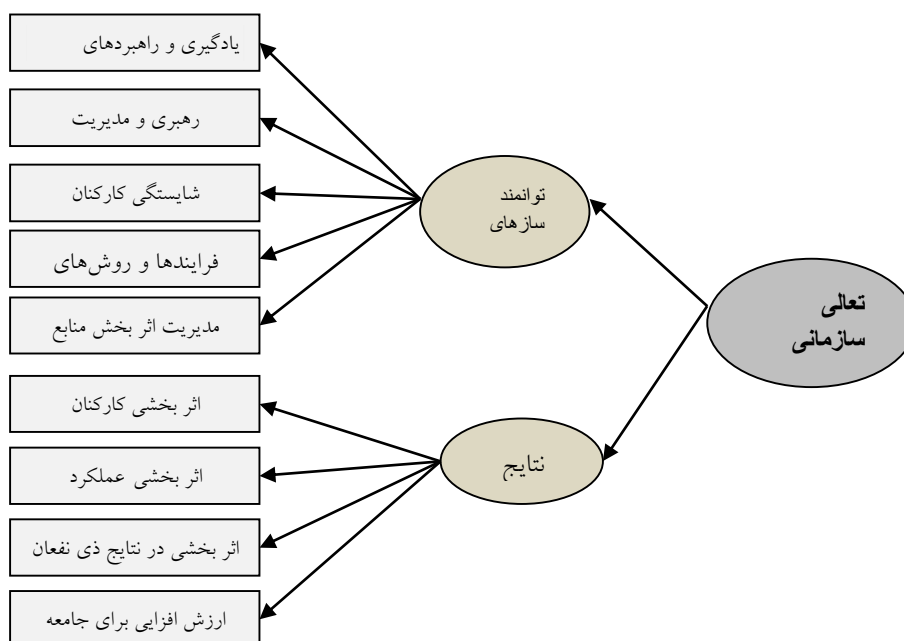 تعالی
سازمانی
توانمند
سازهای
یادگیری و راهبردهای
رهبری و مدیریت
شایستگی کارکنان
فرایندها و روش‌های
مدیریت اثر بخش منابع
نتایج
اثر بخشی کارکنان
اثر بخشی عملکرد
اثر بخشی در نتایج ذی نفعان
ارزش افزایی برای جامعه